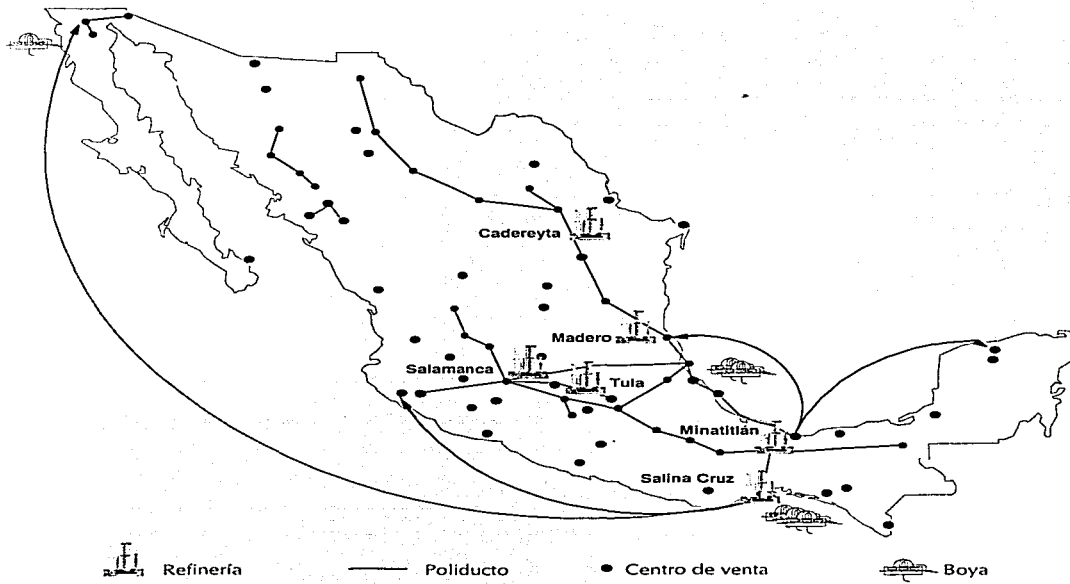 Cadereyta
Madero
Salamanca
Tula
Minatitlán
Salina Cruz
Refinería
Poliducto
Centro de venta
Boya